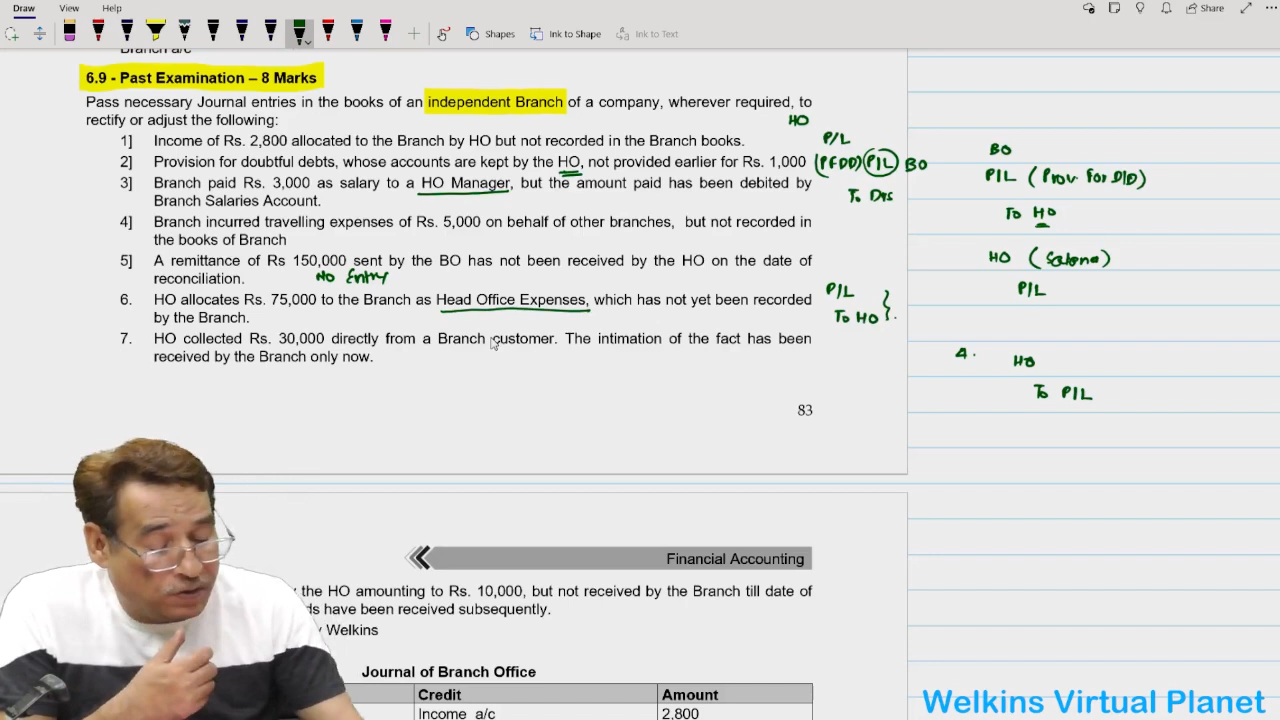 Draw View Help
Share
Shapes Ink to Shape Ink to Text
Branch a/c
6.9 - Past Examination – 8 Marks
Pass necessary Journal entries in the books of an independent Branch of a company, wherever required, to
rectify or adjust the following:
HO
1] Income of Rs. 2,800 allocated to the Branch by HO but not recorded in the Branch books.
P/L
2] Provision for doubtful debts, whose accounts are kept by the HO, not provided earlier for Rs. 1,000
(PFDD) P/L BO
3] Branch paid Rs. 3,000 as salary to a HO Manager, but the amount paid has been debited by
Branch Salaries Account.
To Drs
4] Branch incurred travelling expenses of Rs. 5,000 on behalf of other branches, but not recorded in
the books of Branch
5] A remittance of Rs 150,000 sent by the BO has not been received by the HO on the date of
reconciliation.
No Entry
6. HO allocates Rs. 75,000 to the Branch as Head Office Expenses, which has not yet been recorded
by the Branch.
P/L
To HO
7. HO collected Rs. 30,000 directly from a Branch customer. The intimation of the fact has been
received by the Branch only now.
83
BO
P/L (Prov for D/D)
To HO
HO
P/L
4. HO
To P/L
Financial Accounting
the HO amounting to Rs. 10,000, but not received by the Branch till date of
have been received subsequently.
Welkins
Journal of Branch Office
Credit Amount
Income a/c 2,800
Welkins Virtual Planet